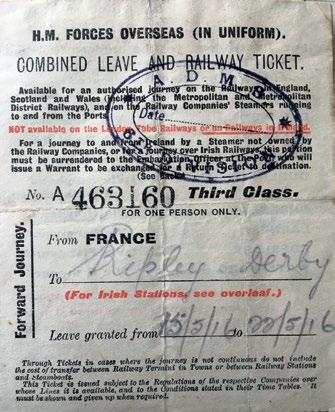 H.M. FORCES OVERSEAS (IN UNIFORM).
COMBINED LEAVE AND RAILWAY TICKET.
Available for an authorised journey on the Railways in England,
Scotland and Wales (including the Metropolitan and Metropolitan
District Railways), and on the Railway Companies' Steamers running
to and from the Ports
NOT available on the London Tube Railways or on Railways in Ireland.
For a journey to and from Ireland by a Steamer not owned by
the Railway Companies, or for a journey over Irish Railways, this portion
must be surrendered to the Embarkation Officer at the Port who will
issue a Warrant to be exchanged for a Return Ticket to destination.
(See Back)
A.D.M.S.
Date
DIVISION
No. A 463160 Third Class.
FOR ONE PERSON ONLY.
Forward Journey.
From FRANCE
To Ripley Derby
(For Irish Stations, see overleaf.)
Leave granted from 15/5/16 to 22/5/16
Through Tickets in cases where the journey is not continuous do not include
the cost of transfer between Railway Termini in Towns or between Railway Stations
and Steamboats.
This Ticket is issued subject to the Regulations of the respective Companies over
whose Lines it is available, and to the Conditions stated in their Time Tables. It
must be shown and given up when required.